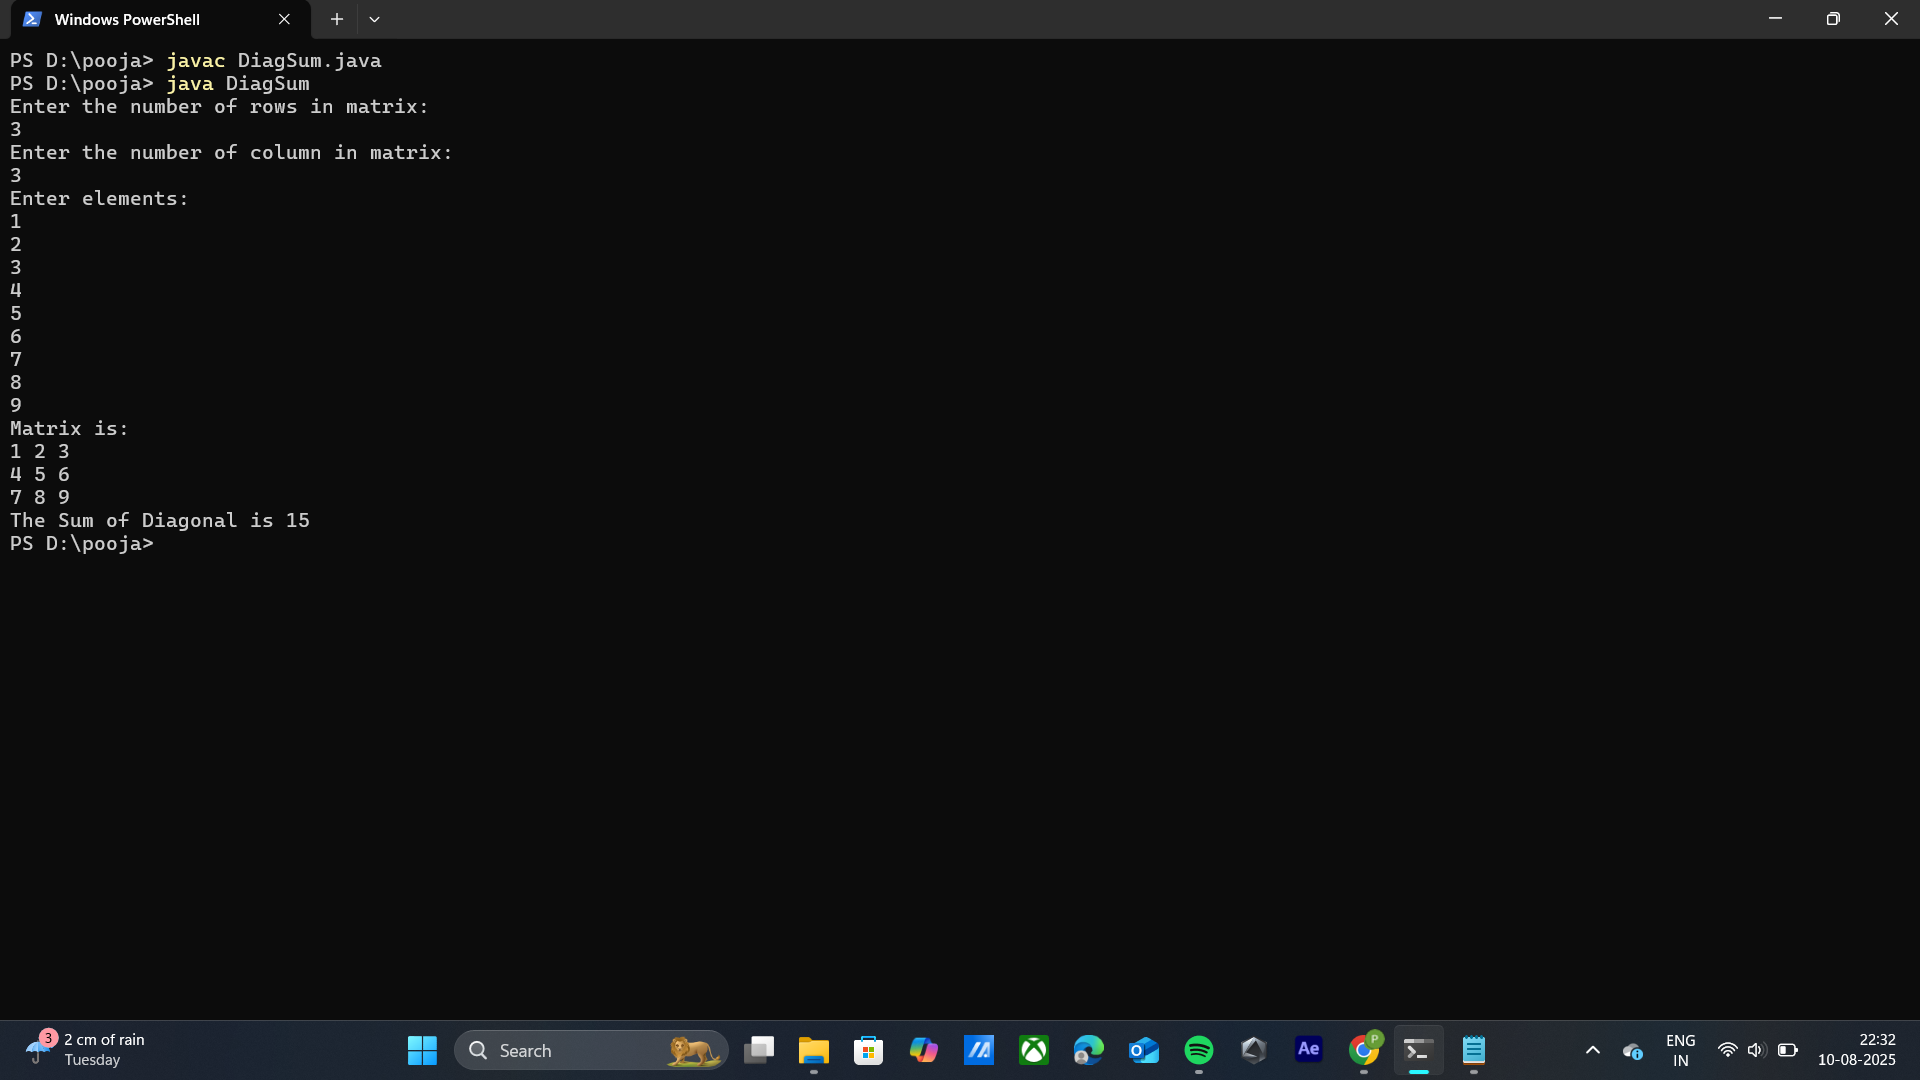 Windows PowerShell
PS D:\pooja> javac DiagSum.java
PS D:\pooja> java DiagSum
Enter the number of rows in matrix:
3
Enter the number of column in matrix:
3
Enter elements:
1
2
3
4
5
6
7
8
9
Matrix is:
1 2 3
4 5 6
7 8 9
The Sum of Diagonal is 15
PS D:\pooja>
3
2 cm of rain
Tuesday
Search
Ae
P
ENG
IN
22:32
10-08-2025